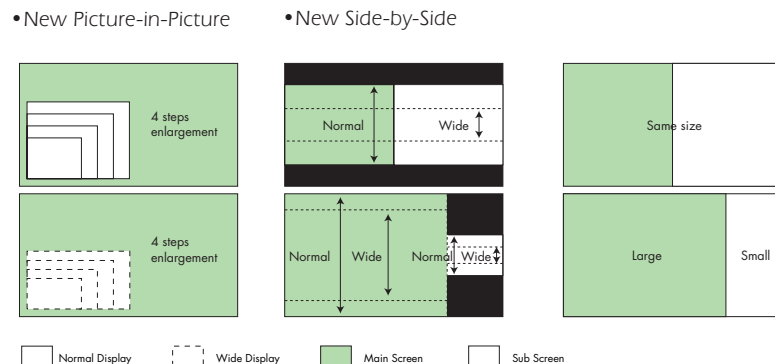 •New Picture-in-Picture
•New Side-by-Side
4 steps
enlargement
Normal
Wide
Same size
4 steps
enlargement
Normal
Wide
Normal
Wide
Large
Small
Normal Display
Wide Display
Main Screen
Sub Screen